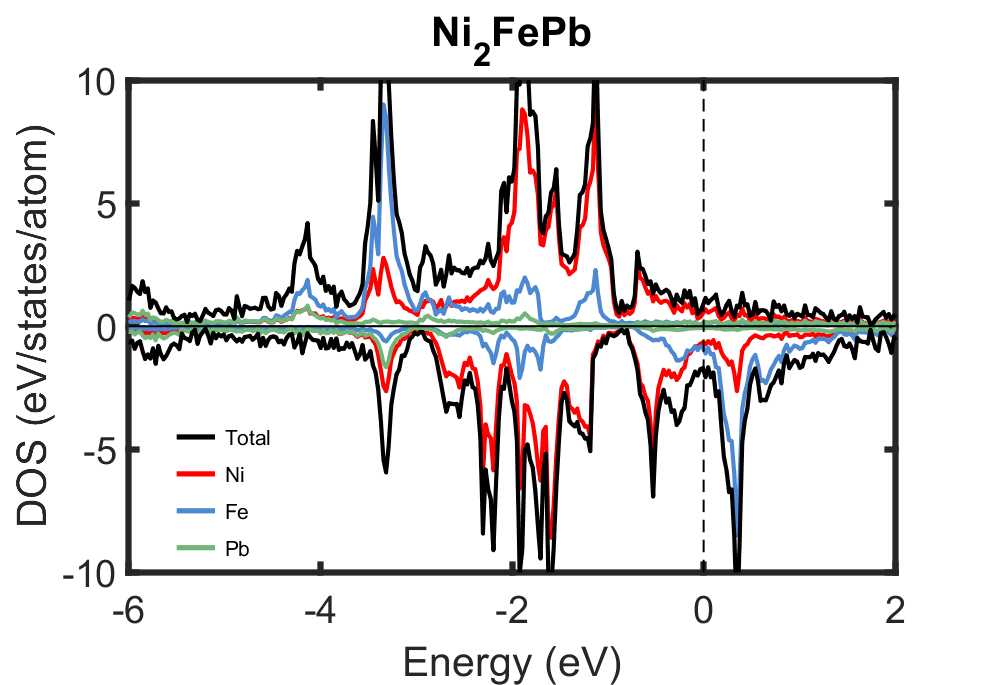 Ni2FePb
DOS (eV/states/atom)
10
5
0
-5
-10
Total
Ni
Fe
Pb
-6 -4 -2 0 2
Energy (eV)